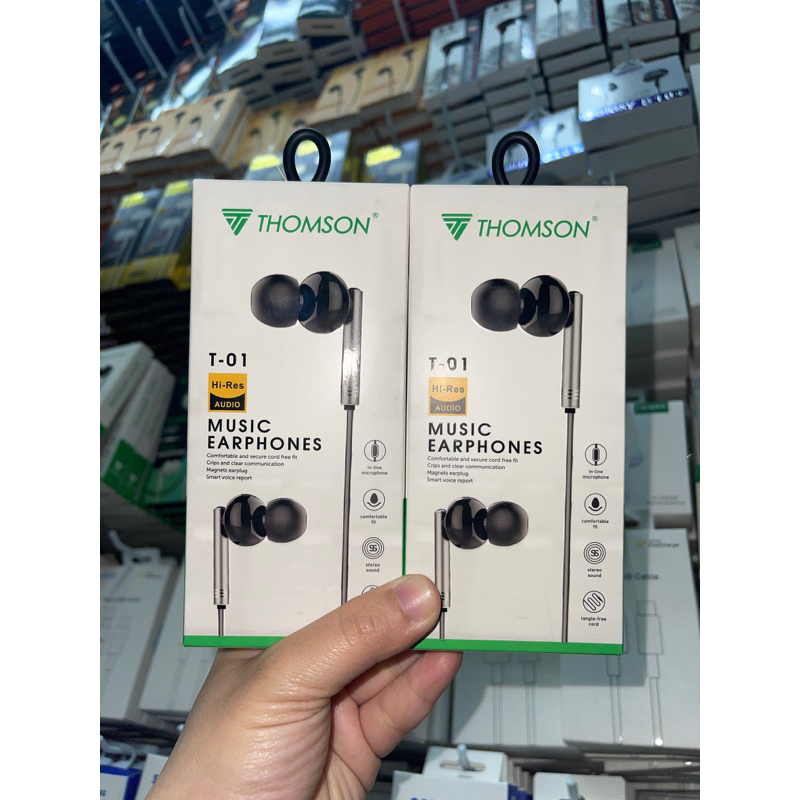 THOMSON®
T-01
Hi-Res
AUDIO
MUSIC
EARPHONES
Comfortable and secure cord free fit
Crips and clear communication
Magnets earplug
Smart voice report
in-line
microphone
comfortable
fit
stereo
sound
THOMSON®
T-01
Hi-Res
AUDIO
MUSIC
EARPHONES
Comfortable and secure cord free fit
Crips and clear communication
Magnets earplug
Smart voice report
in-line
microphone
comfortable
fit
stereo
sound
tangle-free
cord